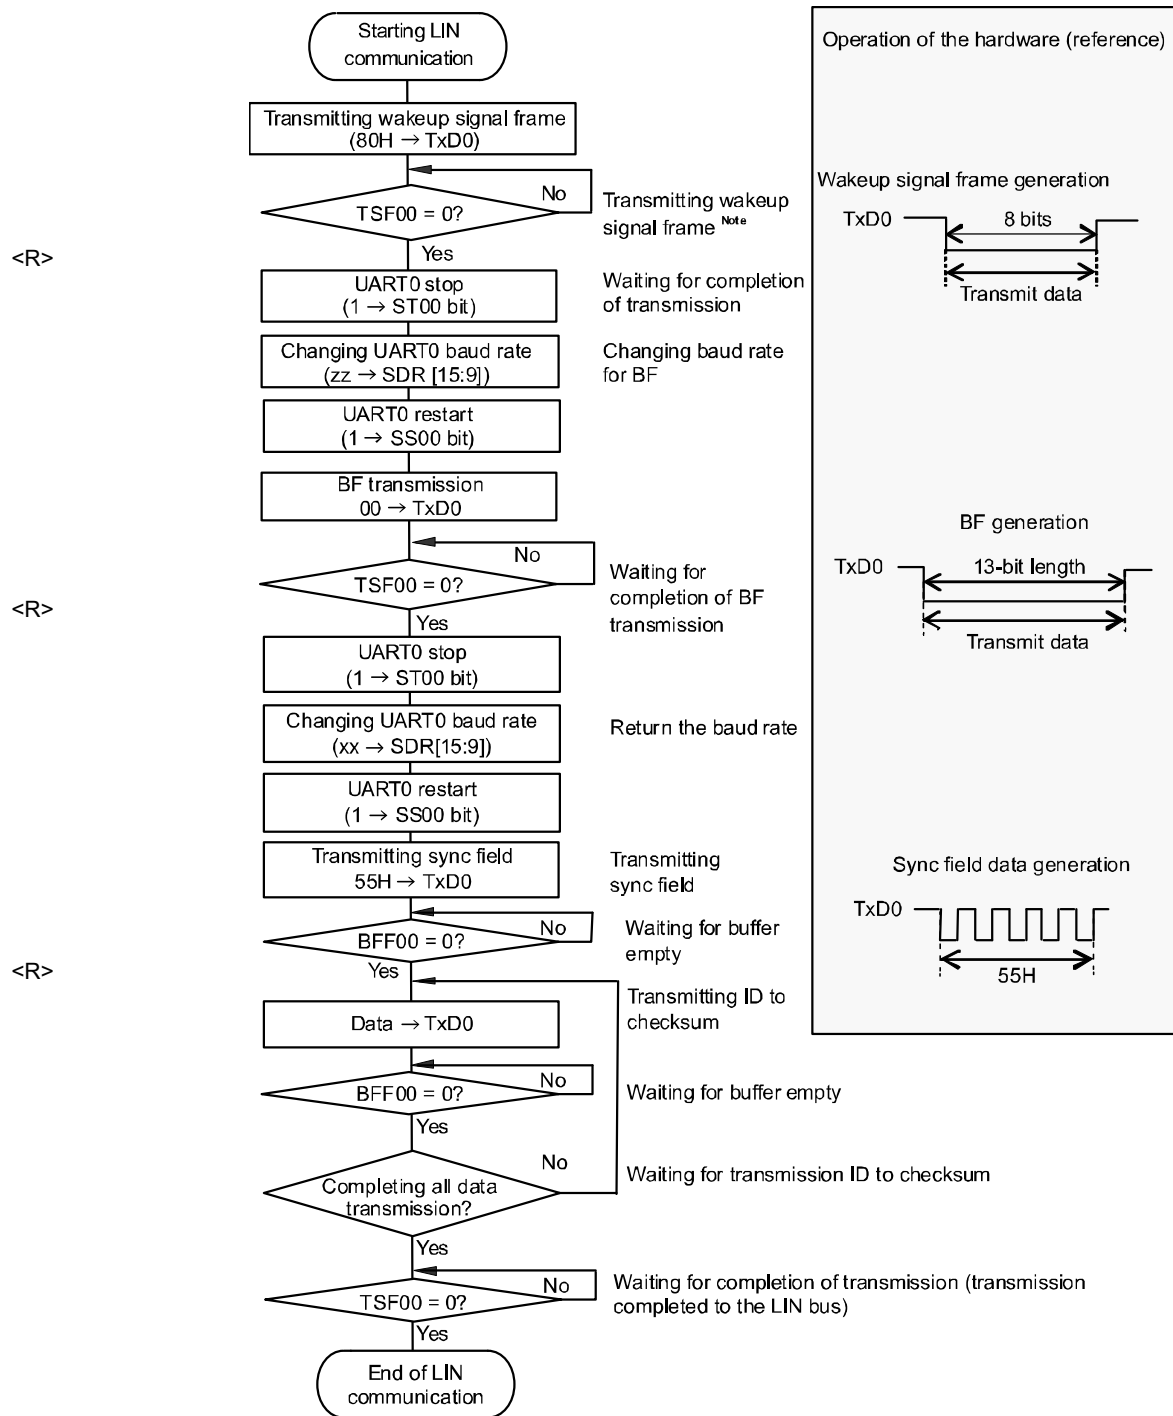 Starting LIN
communication
Transmitting wakeup signal frame
(80H → TxD0)
No
TSF00 = 0?
Transmitting wakeup
signal frame Note
Yes
<R>
UART0 stop
(1 → ST00 bit)
Waiting for completion
of transmission
Changing UART0 baud rate
(zz → SDR [15:9])
Changing baud rate
for BF
UART0 restart
(1 → SS00 bit)
BF transmission
00 → TxD0
No
TSF00 = 0?
Waiting for
completion of BF
transmission
<R>
Yes
UART0 stop
(1 → ST00 bit)
Changing UART0 baud rate
(xx → SDR[15:9])
Return the baud rate
UART0 restart
(1 → SS00 bit)
Transmitting sync field
55H → TxD0
Transmitting
sync field
BFF00 = 0?
No
Waiting for buffer
empty
<R>
Yes
Data → TxD0
Transmitting ID to
checksum
BFF00 = 0?
No
Waiting for buffer empty
Yes
No
Completing all data
transmission?
Waiting for transmission ID to checksum
Yes
No
TSF00 = 0?
Waiting for completion of transmission (transmission
completed to the LIN bus)
Yes
End of LIN
communication
Operation of the hardware (reference)
Wakeup signal frame generation
TxD0
8 bits
Transmit data
BF generation
TxD0
13-bit length
Transmit data
Sync field data generation
TxD0
55H